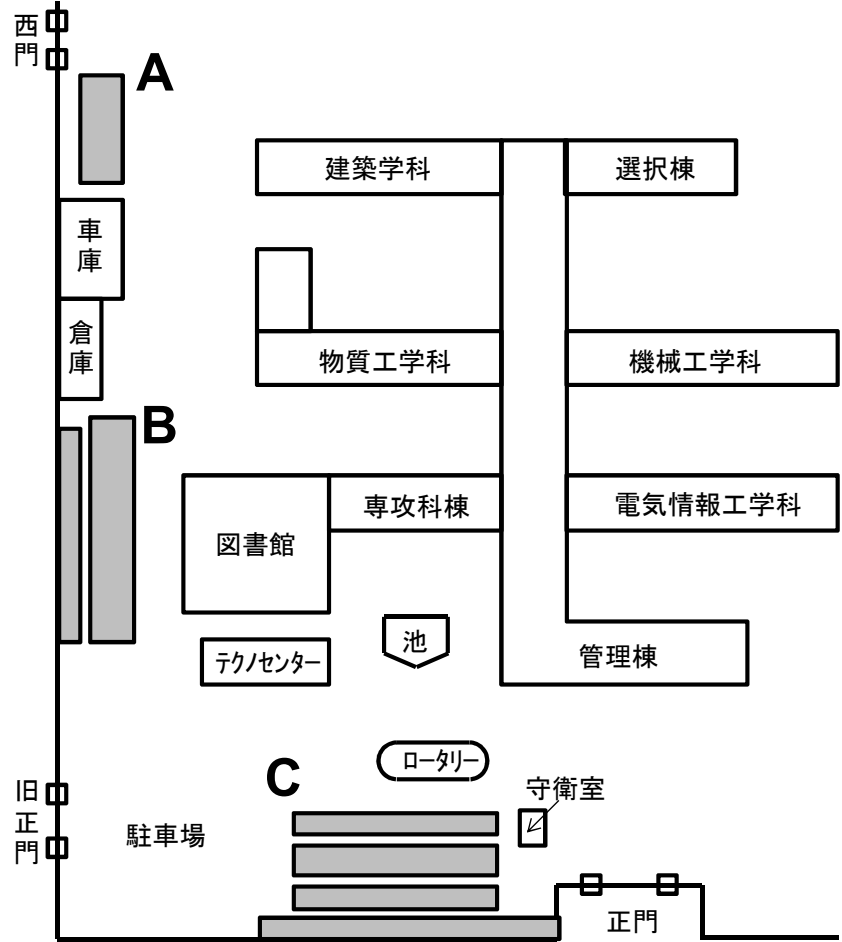 西門
A
建築学科
選択棟
車庫
倉庫
物質工学科
機械工学科
B
図書館
専攻科棟
電気情報工学科
池
テクノセンター
管理棟
ロータリー
C
守衛室
旧正門
駐車場
正門